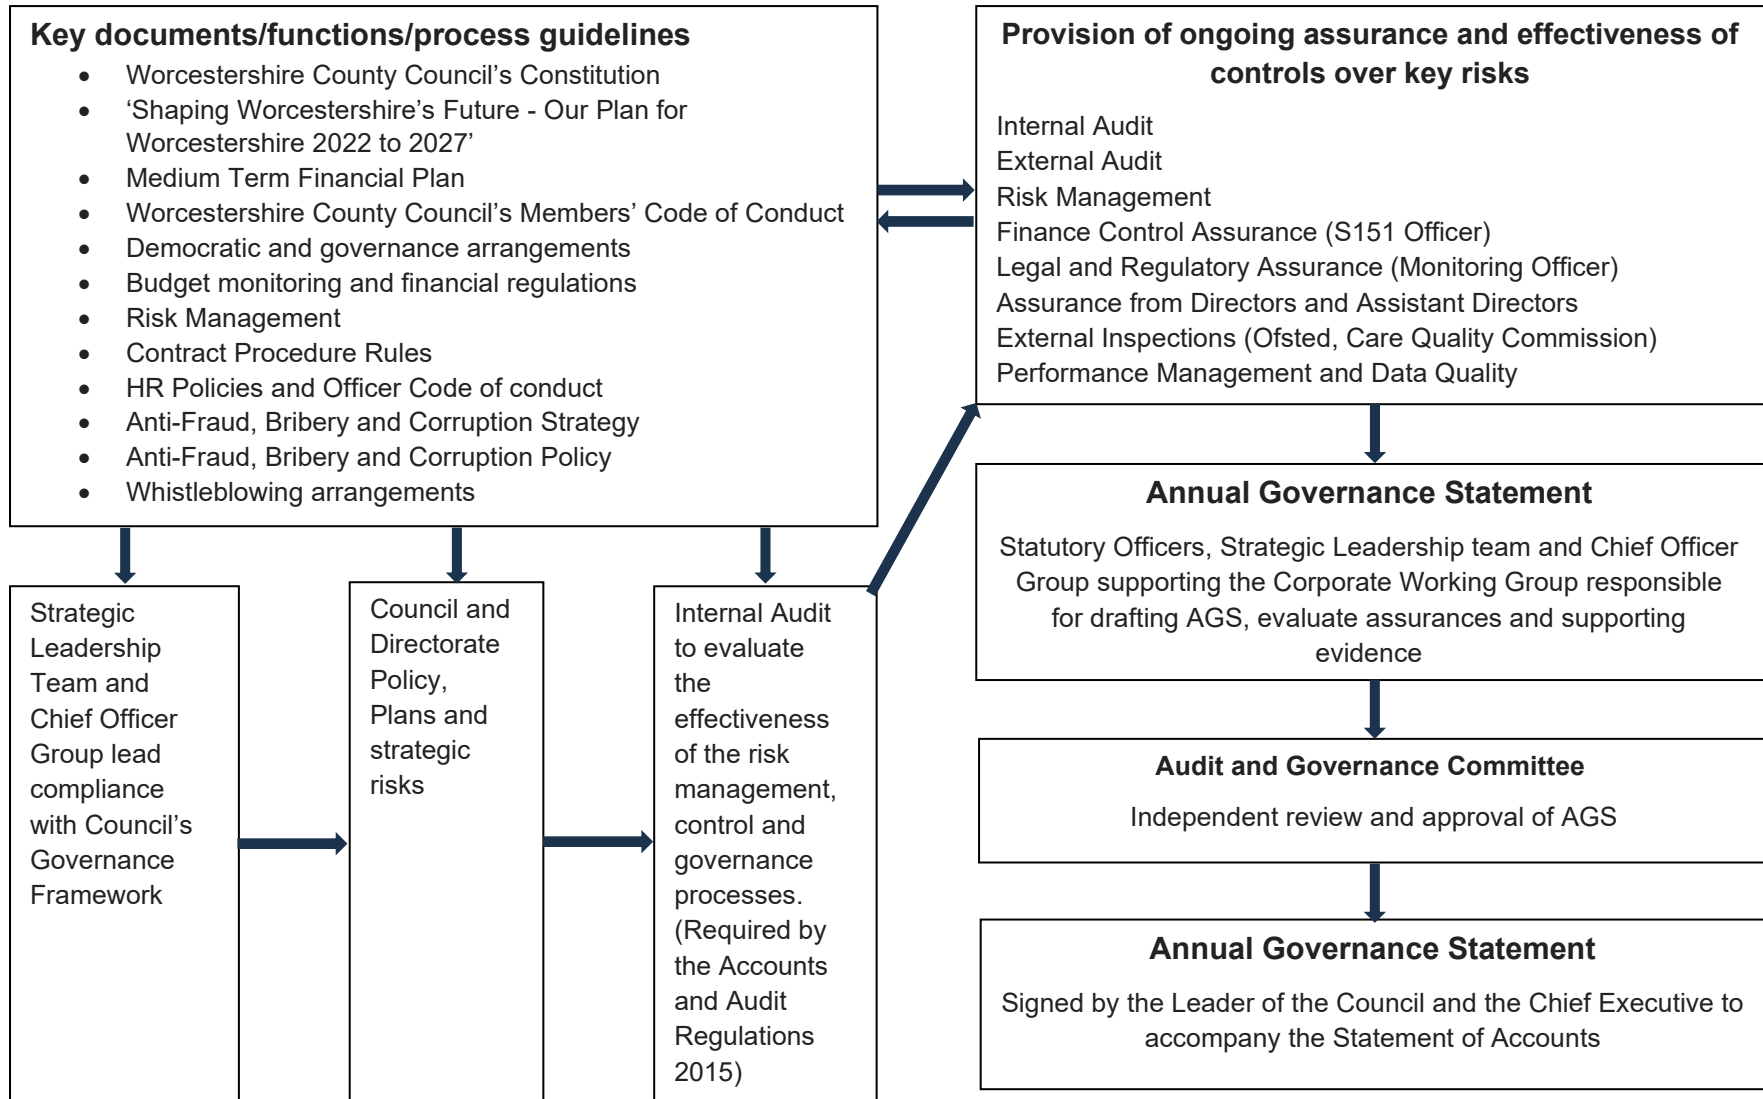 Key documents/functions/process guidelines
• Worcestershire County Council’s Constitution
• ‘Shaping Worcestershire’s Future - Our Plan for
Worcestershire 2022 to 2027’
• Medium Term Financial Plan
• Worcestershire County Council’s Members’ Code of Conduct
• Democratic and governance arrangements
• Budget monitoring and financial regulations
• Risk Management
• Contract Procedure Rules
• HR Policies and Officer Code of conduct
• Anti-Fraud, Bribery and Corruption Strategy
• Anti-Fraud, Bribery and Corruption Policy
• Whistleblowing arrangements
Strategic
Leadership
Team and
Chief Officer
Group lead
compliance
with Council’s
Governance
Framework
Council and
Directorate
Policy,
Plans and
strategic
risks
Internal Audit
to evaluate
the
effectiveness
of the risk
management,
control and
governance
processes.
(Required by
the Accounts
and Audit
Regulations
2015)
Provision of ongoing assurance and effectiveness of
controls over key risks
Internal Audit
External Audit
Risk Management
Finance Control Assurance (S151 Officer)
Legal and Regulatory Assurance (Monitoring Officer)
Assurance from Directors and Assistant Directors
External Inspections (Ofsted, Care Quality Commission)
Performance Management and Data Quality
Annual Governance Statement
Statutory Officers, Strategic Leadership team and Chief Officer
Group supporting the Corporate Working Group responsible
for drafting AGS, evaluate assurances and supporting
evidence
Audit and Governance Committee
Independent review and approval of AGS
Annual Governance Statement
Signed by the Leader of the Council and the Chief Executive to
accompany the Statement of Accounts